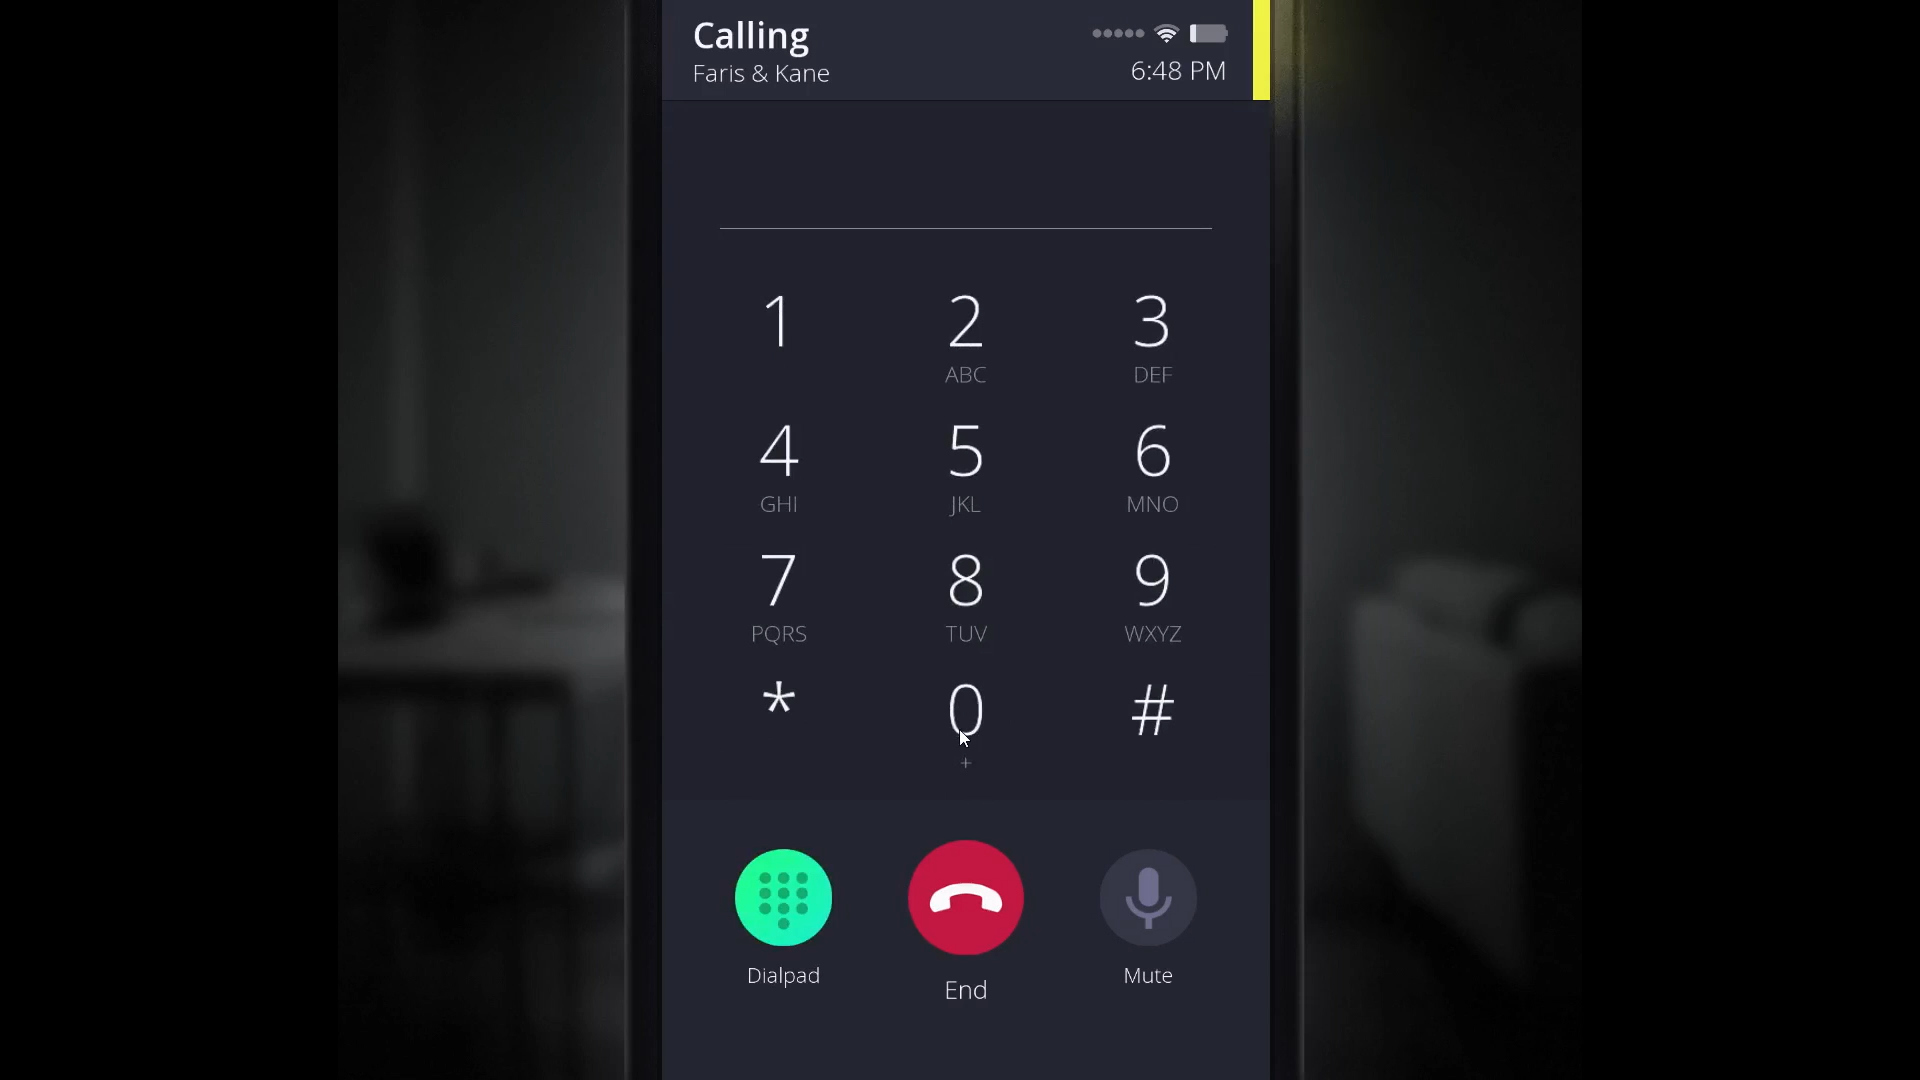 Calling
Faris & Kane
6:48 PM
1
2
ABC
3
DEF
4
GHI
5
JKL
6
MNO
7
PQRS
8
TUV
9
WXYZ
*
0
+
#
Dialpad
End
Mute